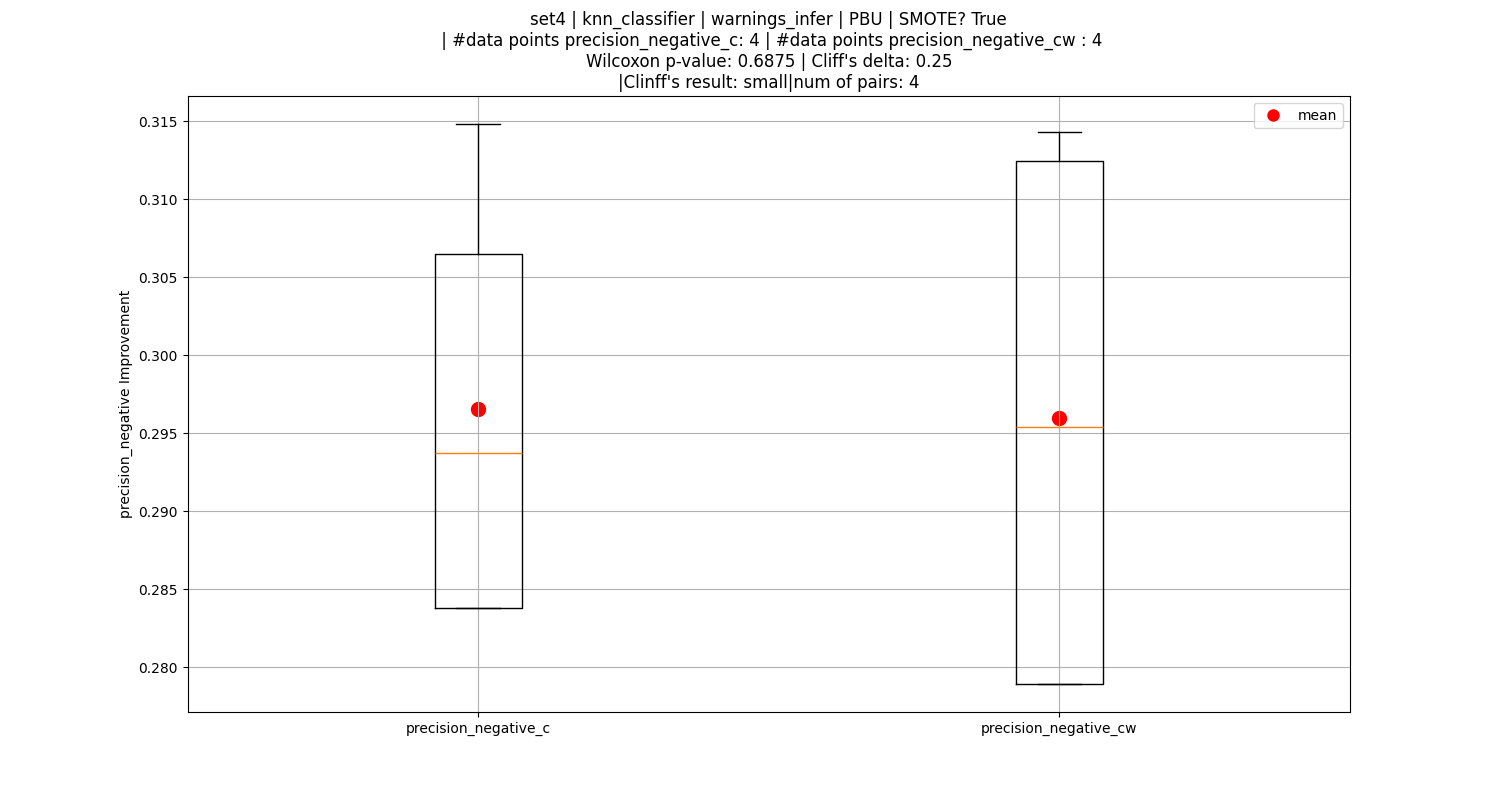 set4 | knn_classifier | warnings_infer | PBU | SMOTE? True
| #data points precision_negative_c: 4 | #data points precision_negative_cw : 4
Wilcoxon p-value: 0.6875 | Cliff's delta: 0.25
|Clinff's result: small|num of pairs: 4
mean
0.315
0.310
0.305
0.300
0.295
0.290
0.285
0.280
precision_negative Improvement
precision_negative_c
precision_negative_cw